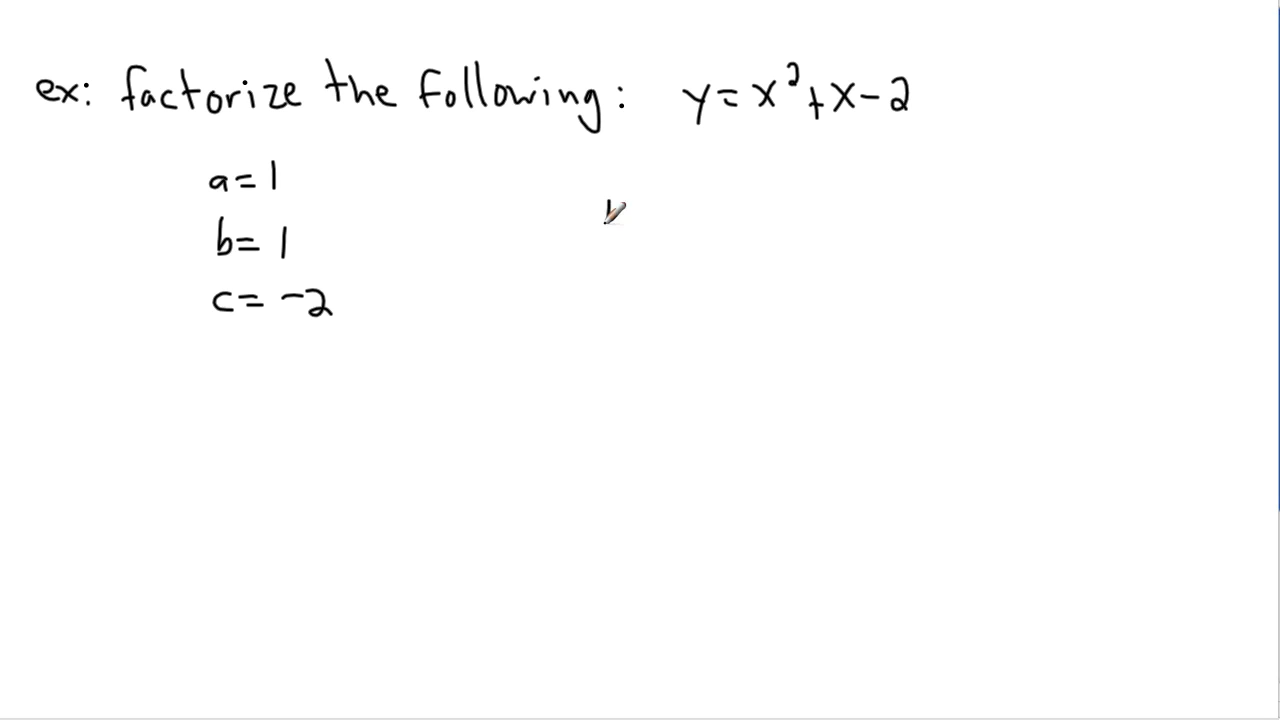 ex: factorize the following: y=x²+x-2
a=1
b=1
c=-2